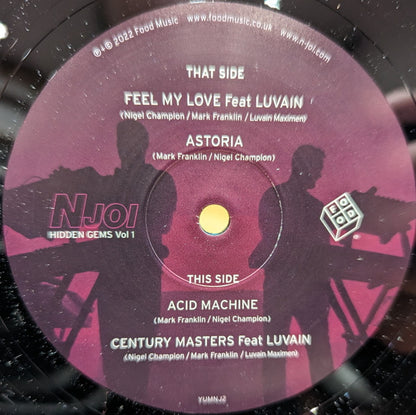 ℗+© 2022 Food Music / www.foodmusic.co.uk / www.n-joi.com
THAT SIDE
FEEL MY LOVE Feat LUVAIN
(Nigel Champion / Mark Franklin / Luvain Maximen)
ASTORIA
(Mark Franklin / Nigel Champion)
N JOI
HIDDEN GEMS Vol 1
FOOD
THIS SIDE
ACID MACHINE
(Mark Franklin / Nigel Champion)
CENTURY MASTERS Feat LUVAIN
(Nigel Champion / Mark Franklin / Luvain Maximen)
YUMNJ2